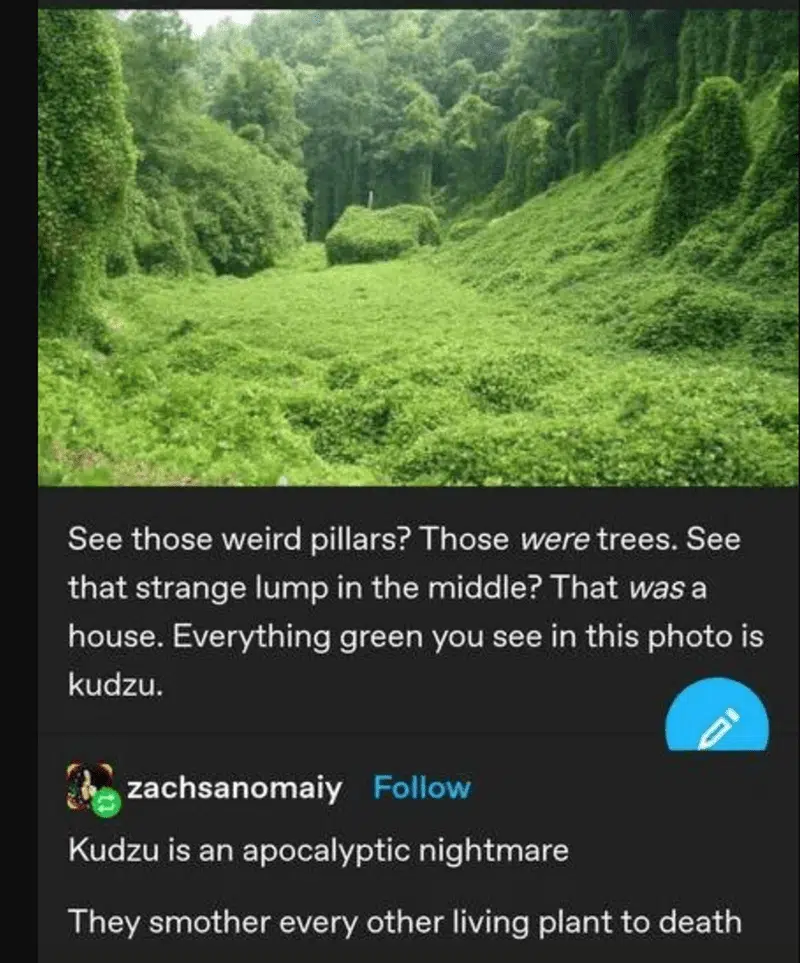 See those weird pillars? Those were trees. See
that strange lump in the middle? That was a
house. Everything green you see in this photo is
kudzu.
zachsanomaiy Follow
Kudzu is an apocalyptic nightmare
They smother every other living plant to death